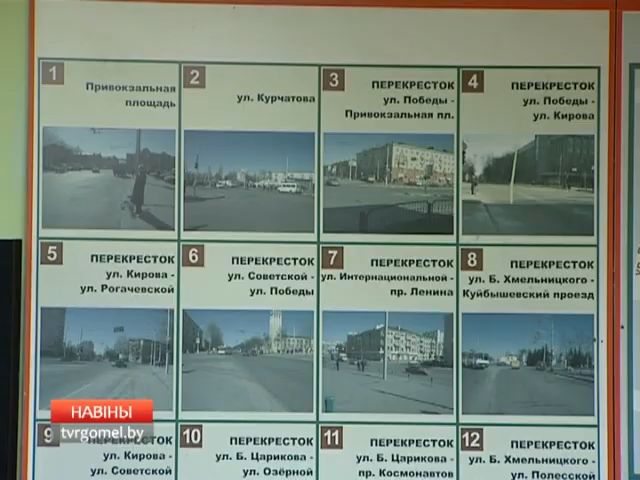 1
Привокзальная
площадь
2
ул. Курчатова
3
ПЕРЕКРЕСТОК
ул. Победы -
Привокзальная пл.
4
ПЕРЕКРЕСТОК
ул. Победы -
ул. Кирова
5
ПЕРЕКРЕСТОК
ул. Кирова -
ул. Рогачевской
6
ПЕРЕКРЕСТОК
ул. Советской -
ул. Победы
7
ПЕРЕКРЕСТОК
ул. Интернациональной -
пр. Ленина
8
ПЕРЕКРЕСТОК
ул. Б. Хмельницкого -
Куйбышевский проезд
НАВІНЫ
tvrgomel.by
9
ПЕРЕКРЕСТОК
ул. Кирова -
ул. Советской
10
ПЕРЕКРЕСТОК
ул. Б. Царикова -
ул. Озёрной
11
ПЕРЕКРЕСТОК
ул. Б. Царикова -
пр. Космонавтов
12
ПЕРЕКРЕСТОК
ул. Б. Хмельницкого -
ул. Полесской